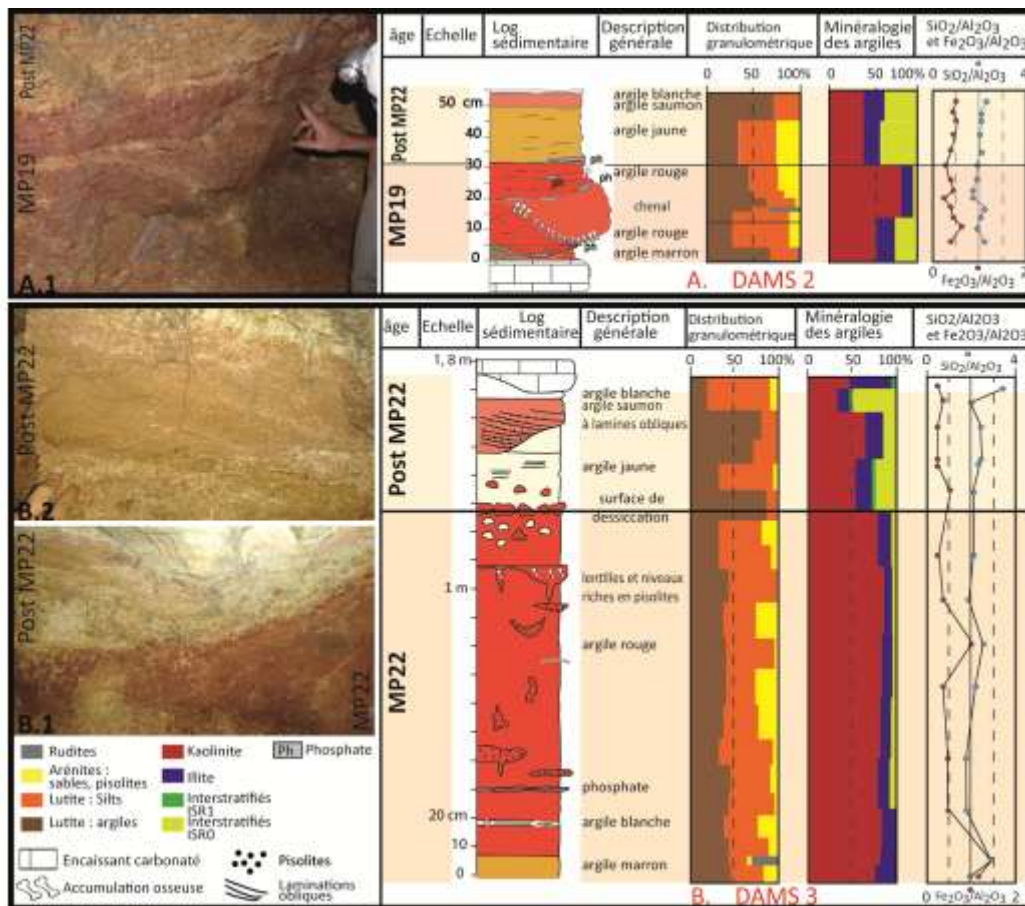 Post MP22
MP19
A.1
âge
Echelle
Log
sédimentaire
Description
générale
Distribution
granulométrique
Minéralogie
des argiles
SiO2/Al2O3
et Fe2O3/Al2O3
0 50 100%
0 50 100%
0 SiO2/Al2O3 4
Post MP22
MP19
50 cm
40
30
20
10
0
ph
ph
ph
argile blanche
argile saumon
argile jaune
argile rouge
chenal
argile rouge
argile marron
A. DAMS 2
0 2
Fe2O3/Al2O3
Post MP22
B.2
Post MP22
MP22
B.1
âge
Echelle
Log
sédimentaire
Description
générale
Distribution
granulométrique
Minéralogie
des argiles
SiO2/Al2O3
et Fe2O3/Al2O3
0 50 100%
0 50 100%
0 4
SiO2/Al2O3
Post MP22
MP22
1, 8 m
1 m
20 cm
10
0
argile blanche
argile saumon
à lamines obliques
argile jaune
surface de
dessiccation
lentilles et niveaux
riches en pisolites
argile rouge
phosphate
argile blanche
argile marron
B. DAMS 3
0 Fe2O3/Al2O3 2
Rudites
Arénites :
sables, pisolites
Lutite : Silts
Lutite : argiles
Kaolinite
Illite
Interstratifiés
ISR1
Interstratifiés
ISR0
Ph Phosphate
Encaissant carbonaté
Accumulation osseuse
Pisolites
Laminations
obliques